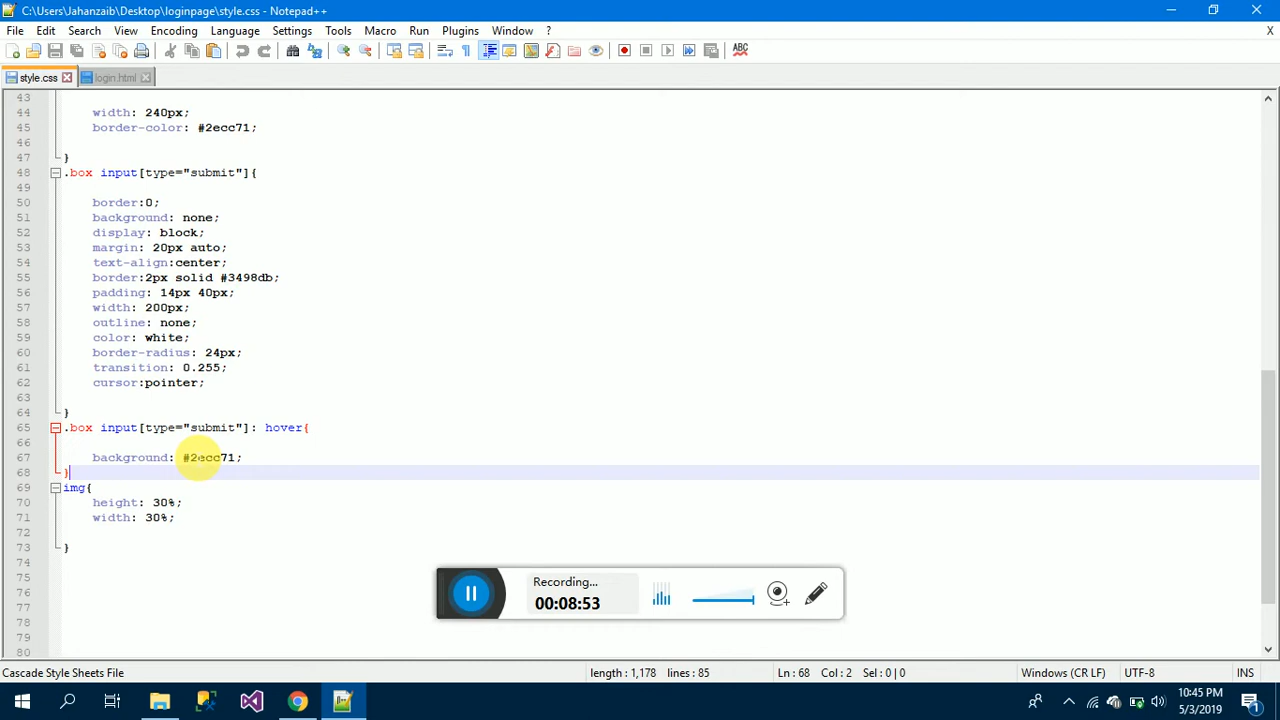 C:\Users\Jahanzaib\Desktop\loginpage\style.css - Notepad++
File Edit Search View Encoding Language Settings Tools Macro Run Plugins Window ? X
ABC
style.css login.html
43
44 width: 240px;
45 border-color: #2ecc71;
46
47 }
48 .box input[type="submit"]{
49
50 border:0;
51 background: none;
52 display: block;
53 margin: 20px auto;
54 text-align:center;
55 border:2px solid #3498db;
56 padding: 14px 40px;
57 width: 200px;
58 outline: none;
59 color: white;
60 border-radius: 24px;
61 transition: 0.255;
62 cursor:pointer;
63
64 }
65 .box input[type="submit"]: hover{
66
67 background: #2ecc71;
68 }
69 img{
70 height: 30%;
71 width: 30%;
72
73 }
74
75
76
77
78
79
80
Recording...
00:08:53
Cascade Style Sheets File length : 1,178 lines : 85 Ln : 68 Col : 2 Sel : 0 | 0 Windows (CR LF) UTF-8 INS
10:45 PM
5/3/2019
1